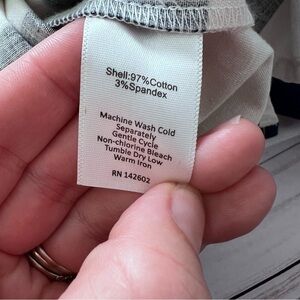 Shell:97%Cotton
3%Spandex
Machine Wash Cold
Separately
Gentle Cycle
Non-chlorine Bleach
Tumble Dry Low
Warm Iron
RN 142602